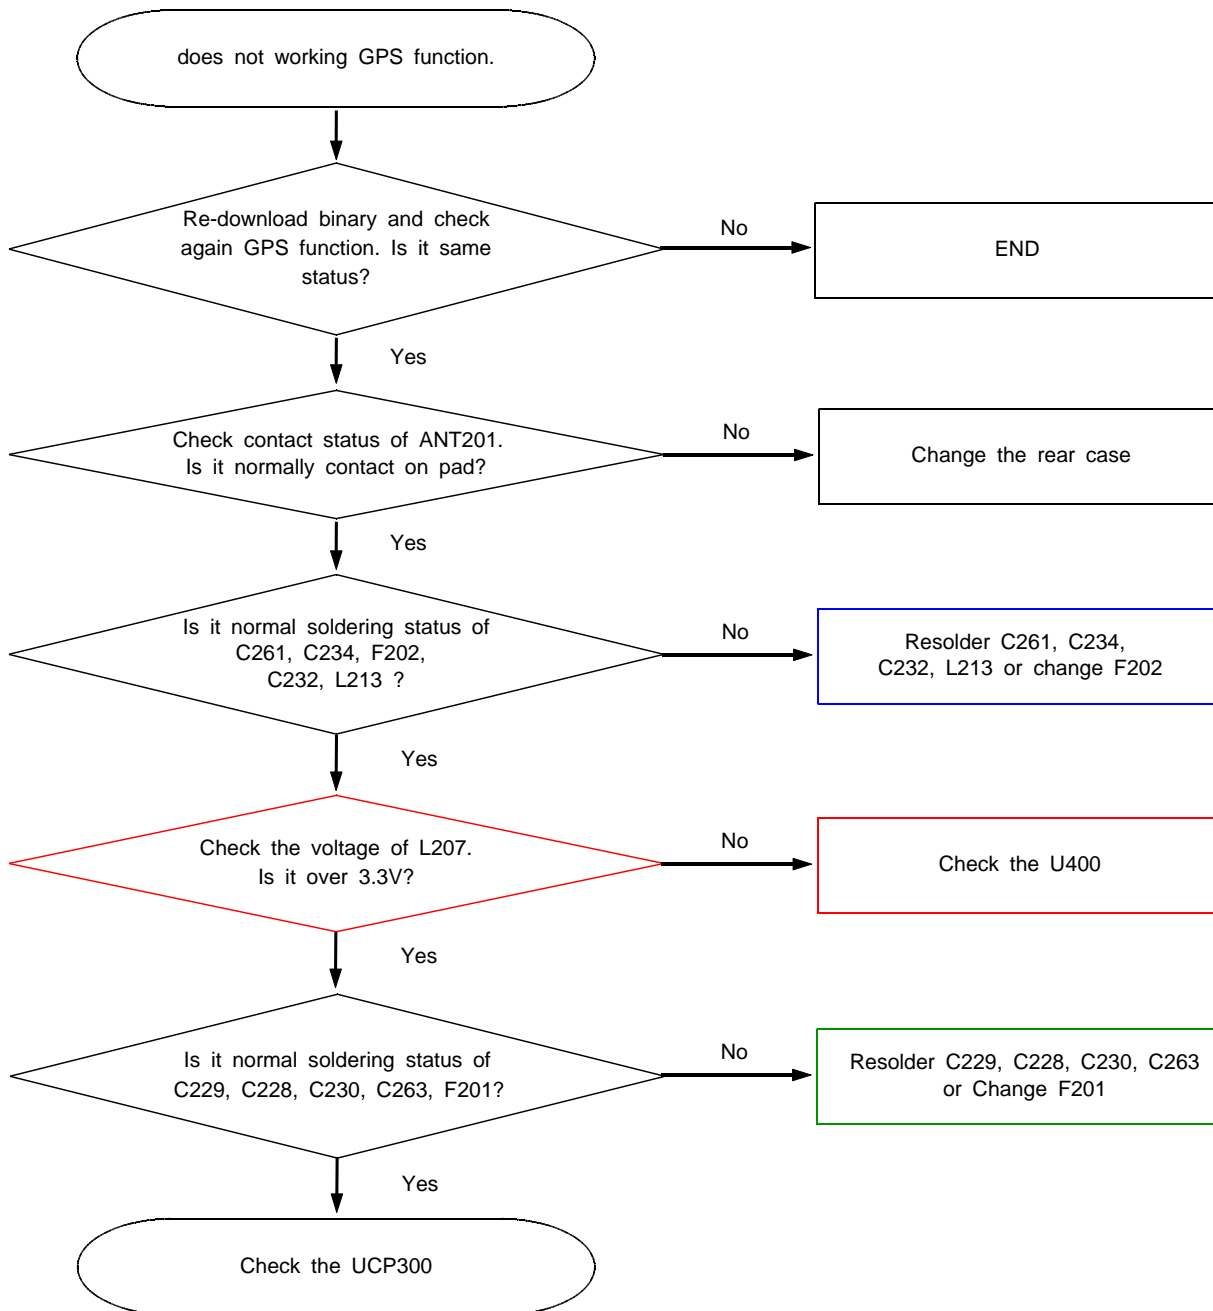 does not working GPS function.
Re-download binary and check
again GPS function. Is it same
status?
No
END
Yes
Check contact status of ANT201.
Is it normally contact on pad?
No
Change the rear case
Yes
Is it normal soldering status of
C261, C234, F202,
C232, L213 ?
No
Resolder C261, C234,
C232, L213 or change F202
Yes
Check the voltage of L207.
Is it over 3.3V?
No
Check the U400
Yes
Is it normal soldering status of
C229, C228, C230, C263, F201?
No
Resolder C229, C228, C230, C263
or Change F201
Yes
Check the UCP300